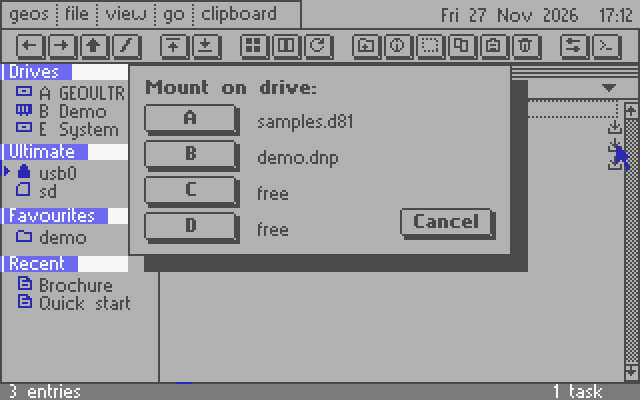 geos file view go clipboard Fri 27 Nov 2026 17:12
Drives
A GEOULTR
B Demo
E System
Ultimate
usb0
sd
Favourites
demo
Recent
Brochure
Quick start
Mount on drive:
A samples.d81
B demo.dnp
C free
D free
Cancel
3 entries 1 task